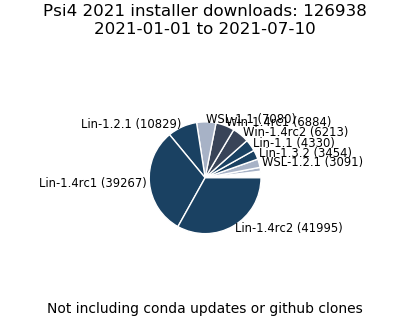 Psi4 2021 installer downloads: 126938
2021-01-01 to 2021-07-10
WSL-1.1 (7080)
Win-1.4rc1 (6884)
Lin-1.2.1 (10829)
Win-1.4rc2 (6213)
Lin-1.1 (4330)
Lin-1.3.2 (3454)
WSL-1.2.1 (3091)
Lin-1.4rc1 (39267)
Lin-1.4rc2 (41995)
Not including conda updates or github clones